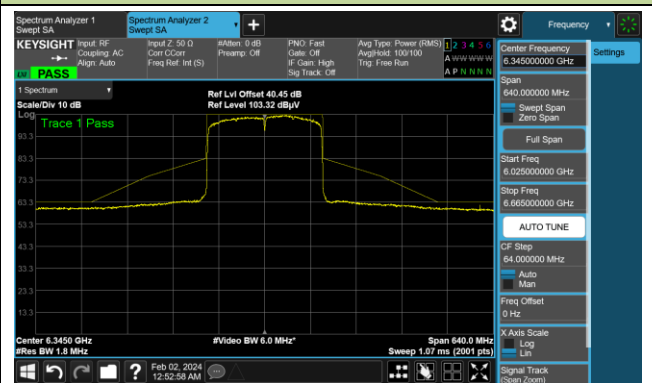 Spectrum Analyzer 1
Swept SA
Spectrum Analyzer 2
Swept SA
+
Frequency
KEYSIGHT
Input: RF
Coupling: AC
Align: Auto
Input Z: 50 Ω
Corr CCorr
Freq Ref: Int (S)
#Atten: 0 dB
Preamp: Off
PNO: Fast
Gate: Off
IF Gain: High
Sig Track: Off
Avg Type: Power (RMS)
Avg|Hold: 100/100
Trig: Free Run
1 2 3 4 5 6
A W W W W W
A P N N N N
PASS
1 Spectrum
Scale/Div 10 dB
Ref Lvl Offset 40.45 dB
Ref Level 103.32 dBµV
Log
Trace 1 Pass
93.3
83.3
73.3
63.3
53.3
43.3
33.3
23.3
13.3
Center 6.3450 GHz
#Res BW 1.8 MHz
#Video BW 6.0 MHz*
Span 640.0 MHz
Sweep 1.07 ms (2001 pts)
Feb 02, 2024
12:52:58 AM
Settings
Center Frequency
6.345000000 GHz
Span
640.000000 MHz
Swept Span
Zero Span
Full Span
Start Freq
6.025000000 GHz
Stop Freq
6.665000000 GHz
AUTO TUNE
CF Step
64.000000 MHz
Auto
Man
Freq Offset
0 Hz
X Axis Scale
Log
Lin
Signal Track
(Span Zoom)